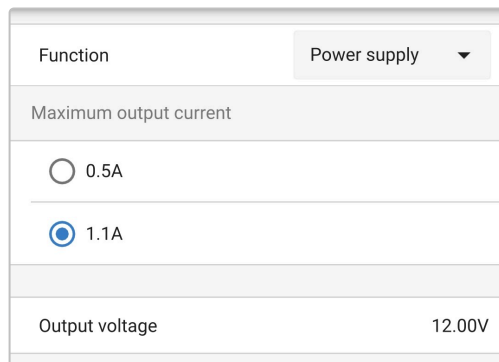 Function Power supply
Maximum output current
0.5A
1.1A
Output voltage 12.00V